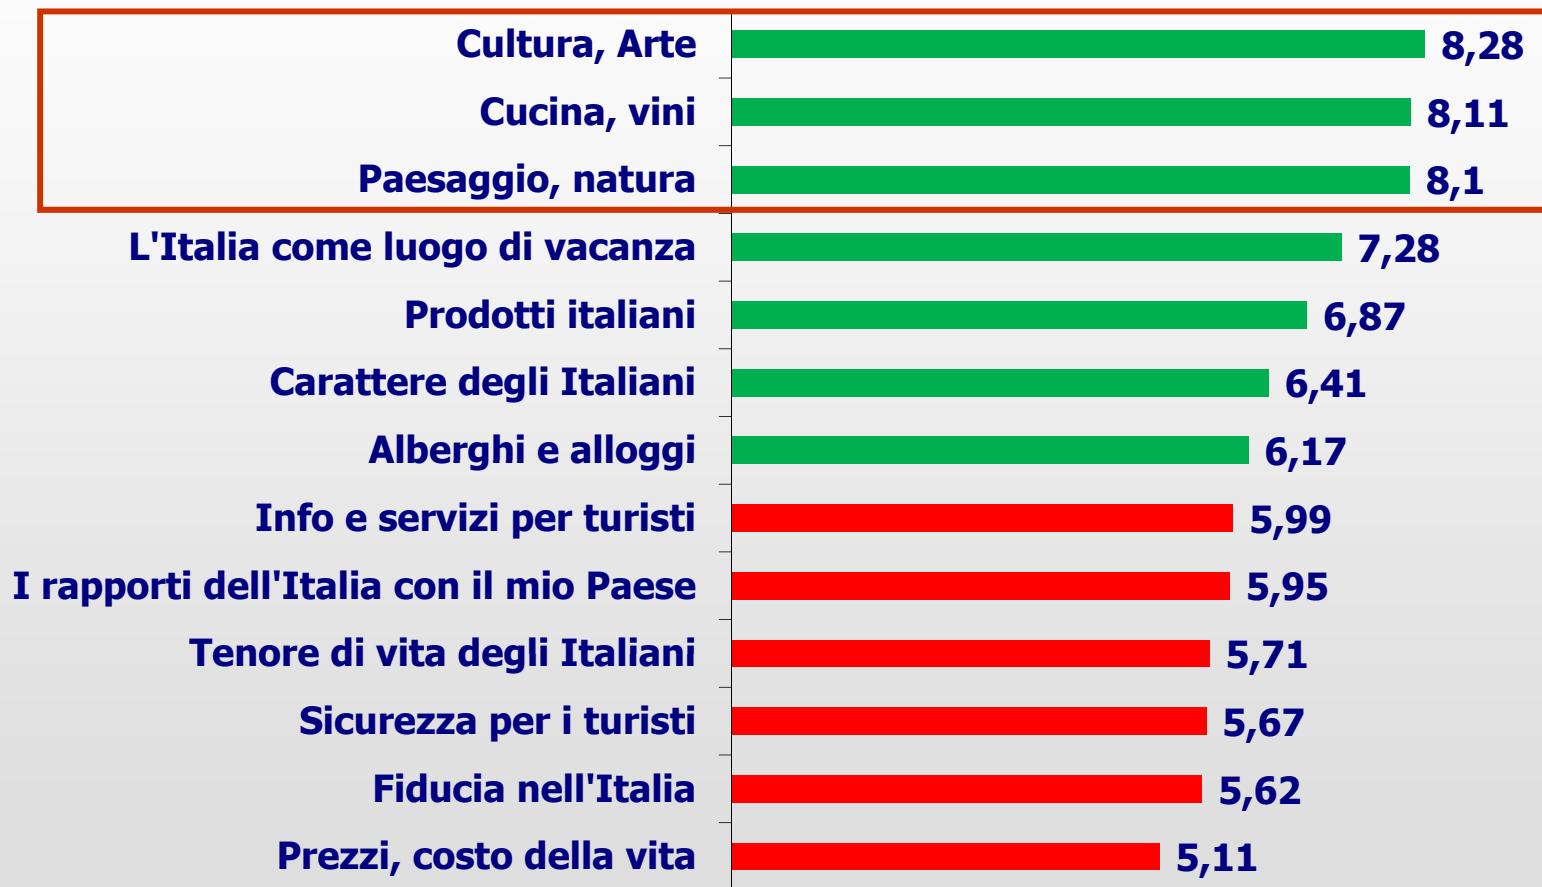 Cultura, Arte 8,28
Cucina, vini 8,11
Paesaggio, natura 8,1
L'Italia come luogo di vacanza 7,28
Prodotti italiani 6,87
Carattere degli Italiani 6,41
Alberghi e alloggi 6,17
Info e servizi per turisti 5,99
I rapporti dell'Italia con il mio Paese 5,95
Tenore di vita degli Italiani 5,71
Sicurezza per i turisti 5,67
Fiducia nell'Italia 5,62
Prezzi, costo della vita 5,11